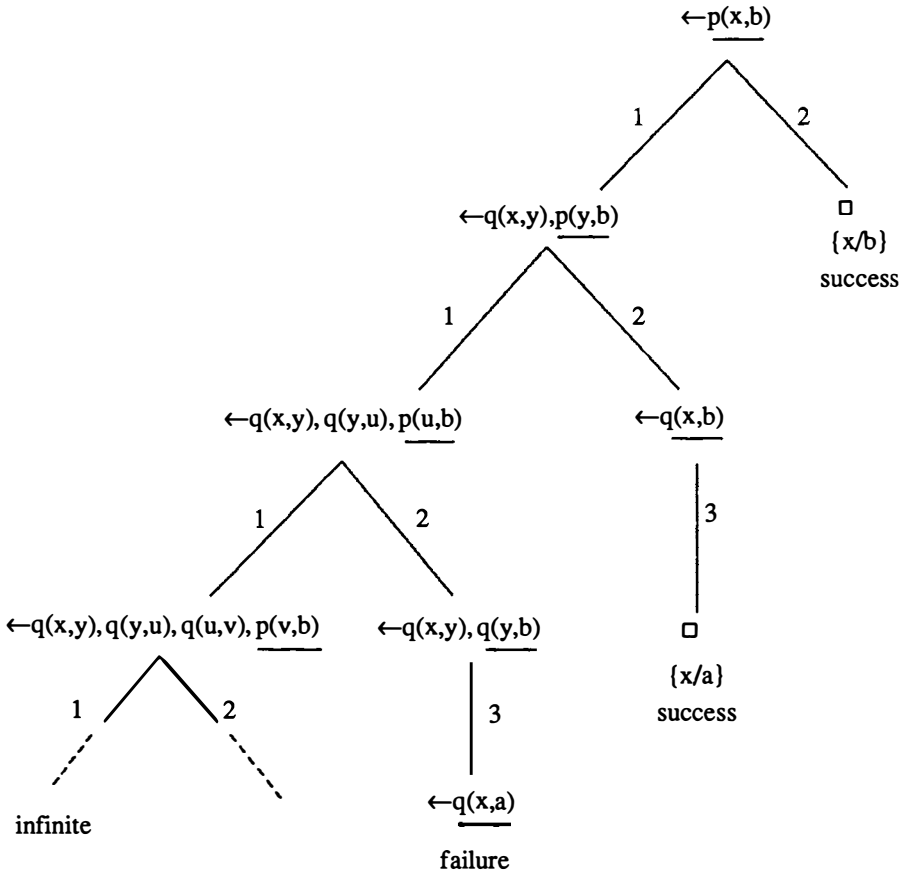 ←p(x,b)
1 2
←q(x,y),p(y,b)
□
{x/b}
success
1 2
←q(x,y), q(y,u), p(u,b)
←q(x,b)
1 2
3
←q(x,y), q(y,u), q(u,v), p(v,b)
←q(x,y), q(y,b)
□
{x/a}
success
1 2
3
infinite
←q(x,a)
failure